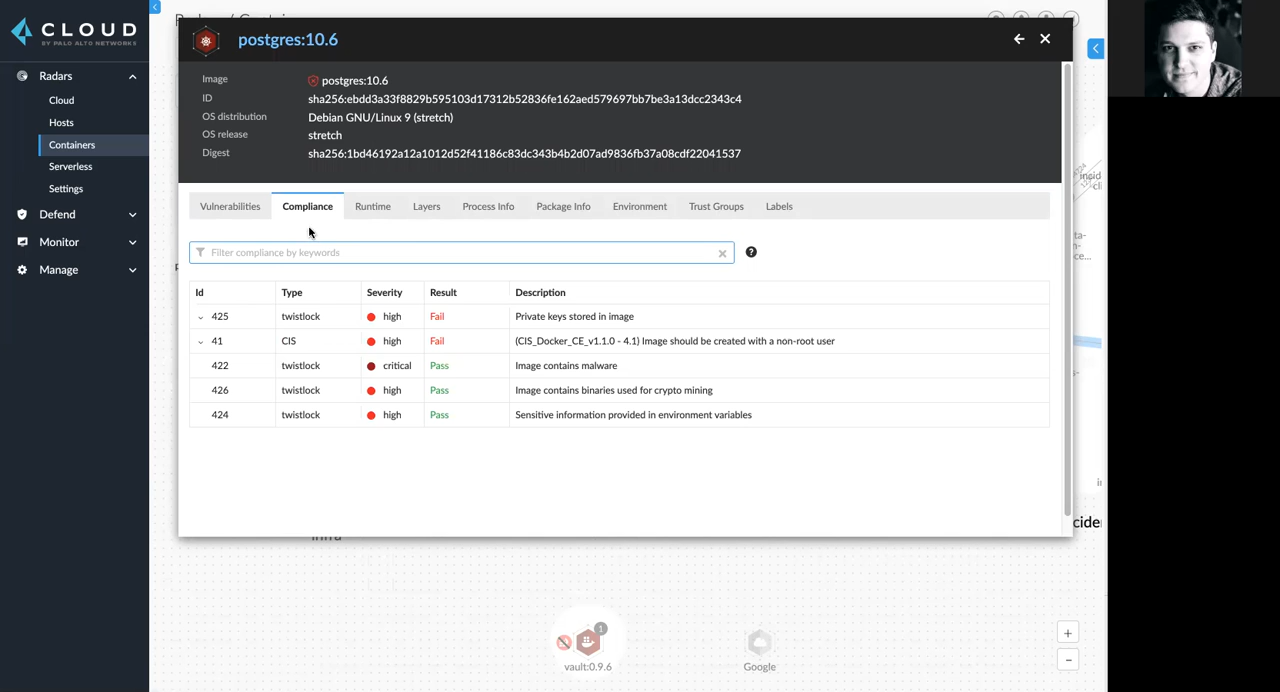 CLOUD
BY PALO ALTO NETWORKS
Radars
Cloud
Hosts
Containers
Serverless
Settings
Defend
Monitor
Manage
postgres:10.6
Image postgres:10.6
ID sha256:ebdd3a33f8829b595103d17312b52836fe162aed579697bb7be3a13dcc2343c4
OS distribution Debian GNU/Linux 9 (stretch)
OS release stretch
Digest sha256:1bd46192a12a1012d52f41186c83dc343b4b2d07ad9836fb37a08cdf22041537
Vulnerabilities Compliance Runtime Layers Process Info Package Info Environment Trust Groups Labels
Filter compliance by keywords
Id Type Severity Result Description
425 twistlock high Fail Private keys stored in image
41 CIS high Fail (CIS_Docker_CE_v1.1.0 - 4.1) Image should be created with a non-root user
422 twistlock critical Pass Image contains malware
426 twistlock high Pass Image contains binaries used for crypto mining
424 twistlock high Pass Sensitive information provided in environment variables
1
vault:0.9.6
Google
+
−